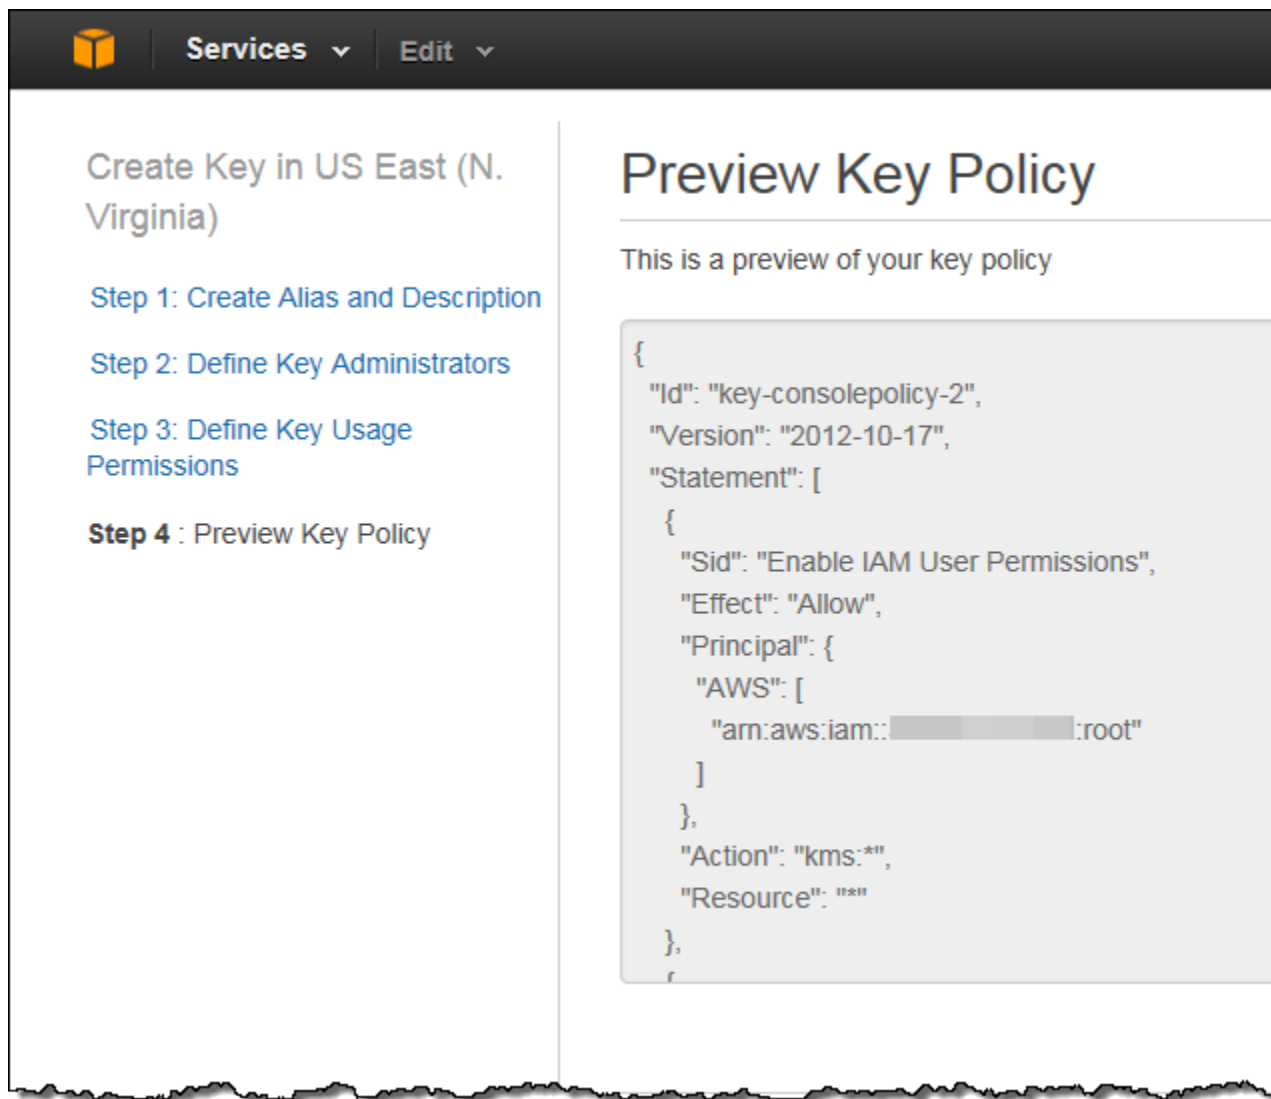 Services Edit
Create Key in US East (N.
Virginia)
Step 1: Create Alias and Description
Step 2: Define Key Administrators
Step 3: Define Key Usage
Permissions
Step 4 : Preview Key Policy
Preview Key Policy
This is a preview of your key policy
{
"Id": "key-consolepolicy-2",
"Version": "2012-10-17",
"Statement": [
{
"Sid": "Enable IAM User Permissions",
"Effect": "Allow",
"Principal": {
"AWS": [
"arn:aws:iam:: :root"
]
},
"Action": "kms:*",
"Resource": "*"
},
{